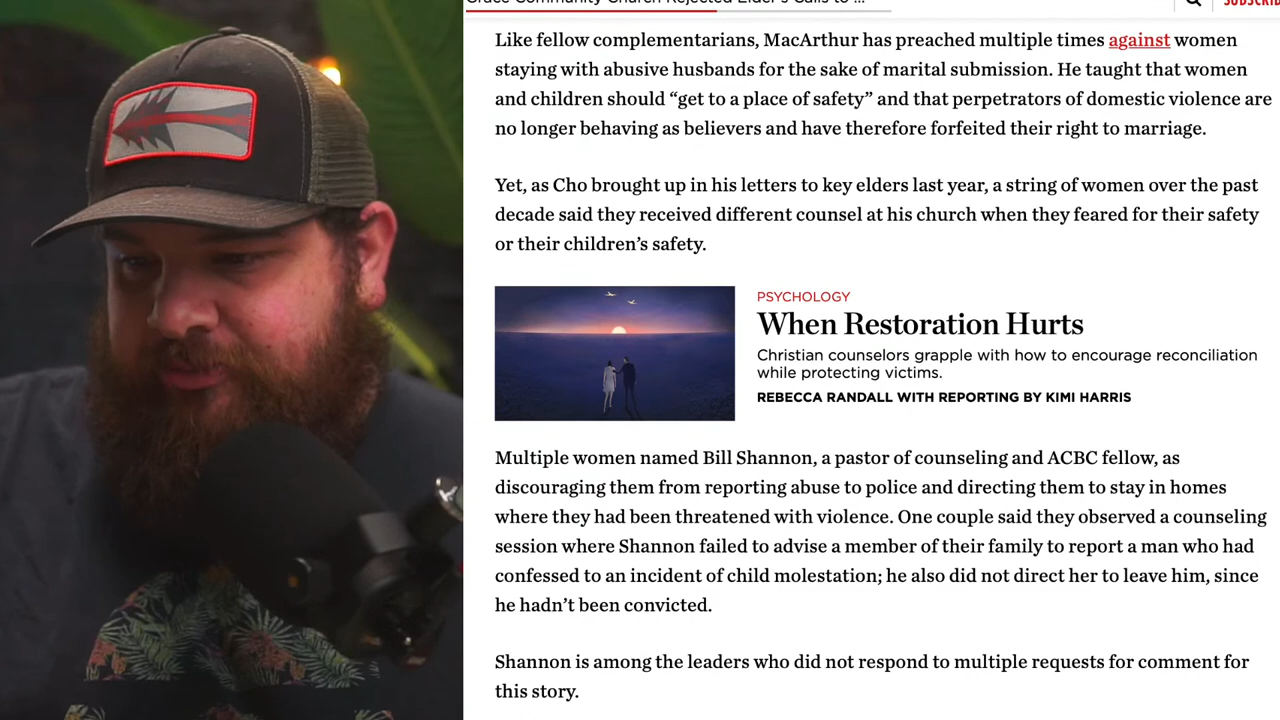 Grace Community Church Rejected Elder's Calls to ...
SUBSCRIB
Like fellow complementarians, MacArthur has preached multiple times against women
staying with abusive husbands for the sake of marital submission. He taught that women
and children should “get to a place of safety” and that perpetrators of domestic violence are
no longer behaving as believers and have therefore forfeited their right to marriage.
Yet, as Cho brought up in his letters to key elders last year, a string of women over the past
decade said they received different counsel at his church when they feared for their safety
or their children’s safety.
PSYCHOLOGY
When Restoration Hurts
Christian counselors grapple with how to encourage reconciliation
while protecting victims.
REBECCA RANDALL WITH REPORTING BY KIMI HARRIS
Multiple women named Bill Shannon, a pastor of counseling and ACBC fellow, as
discouraging them from reporting abuse to police and directing them to stay in homes
where they had been threatened with violence. One couple said they observed a counseling
session where Shannon failed to advise a member of their family to report a man who had
confessed to an incident of child molestation; he also did not direct her to leave him, since
he hadn’t been convicted.
Shannon is among the leaders who did not respond to multiple requests for comment for
this story.